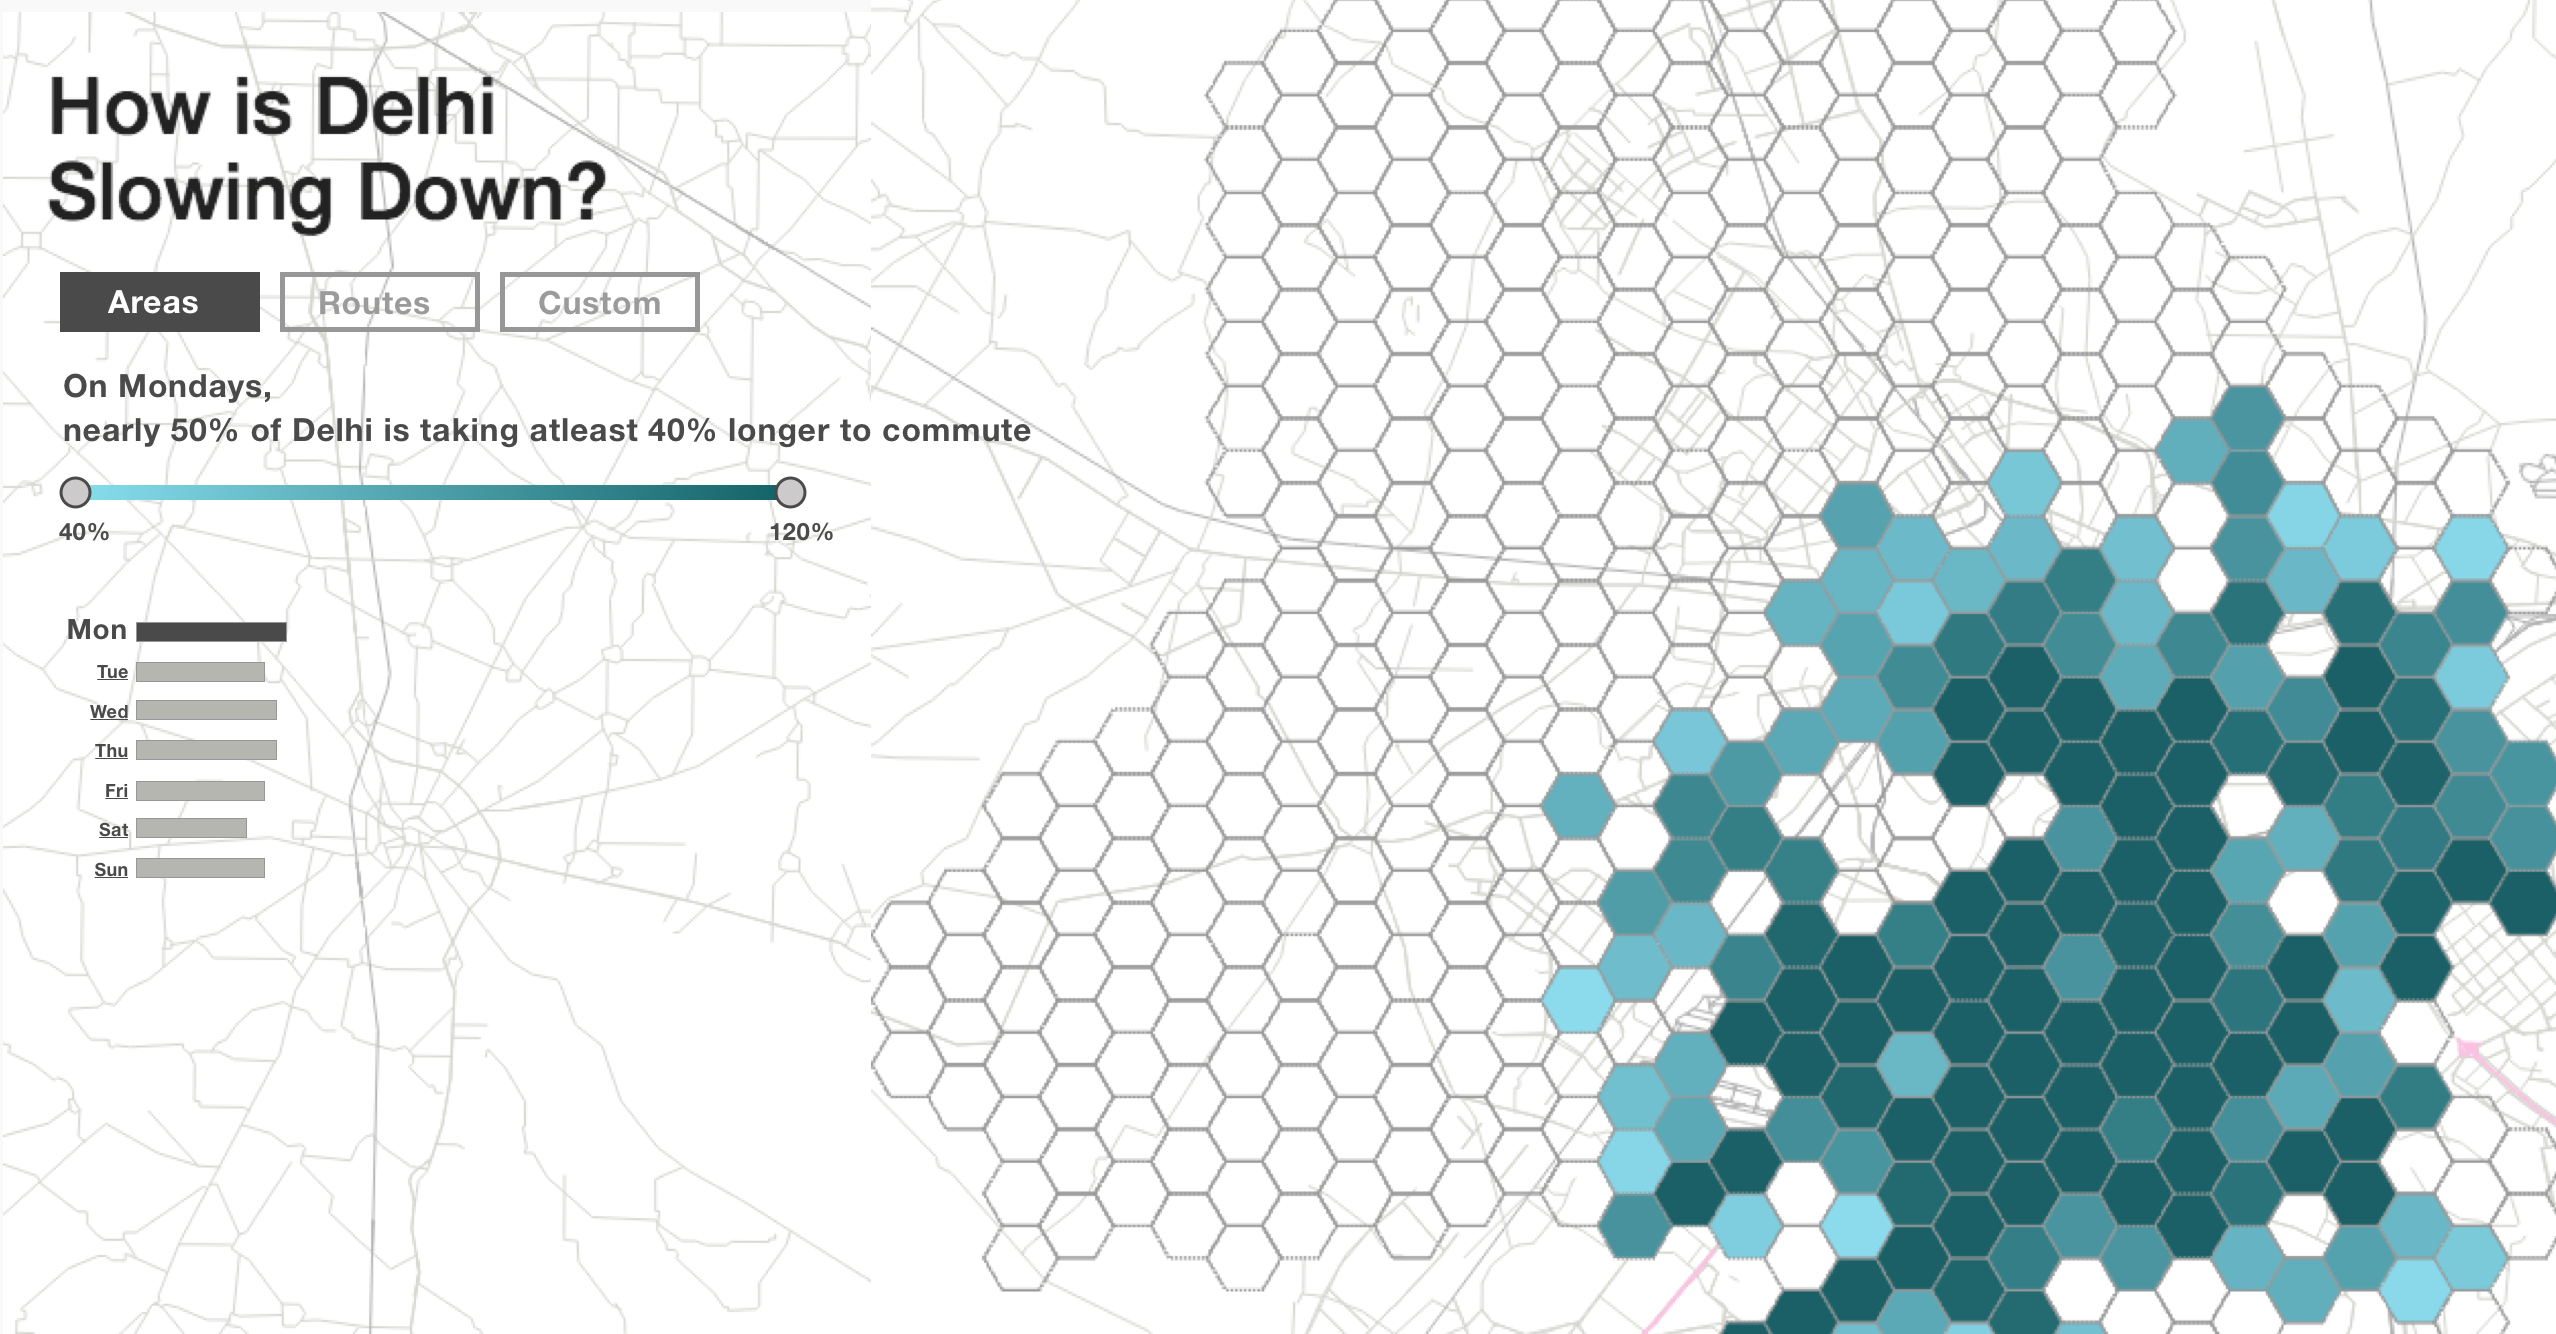 How is Delhi
Slowing Down?
Areas Routes Custom
On Mondays,
nearly 50% of Delhi is taking atleast 40% longer to commute
40% 120%
Mon
Tue
Wed
Thu
Fri
Sat
Sun